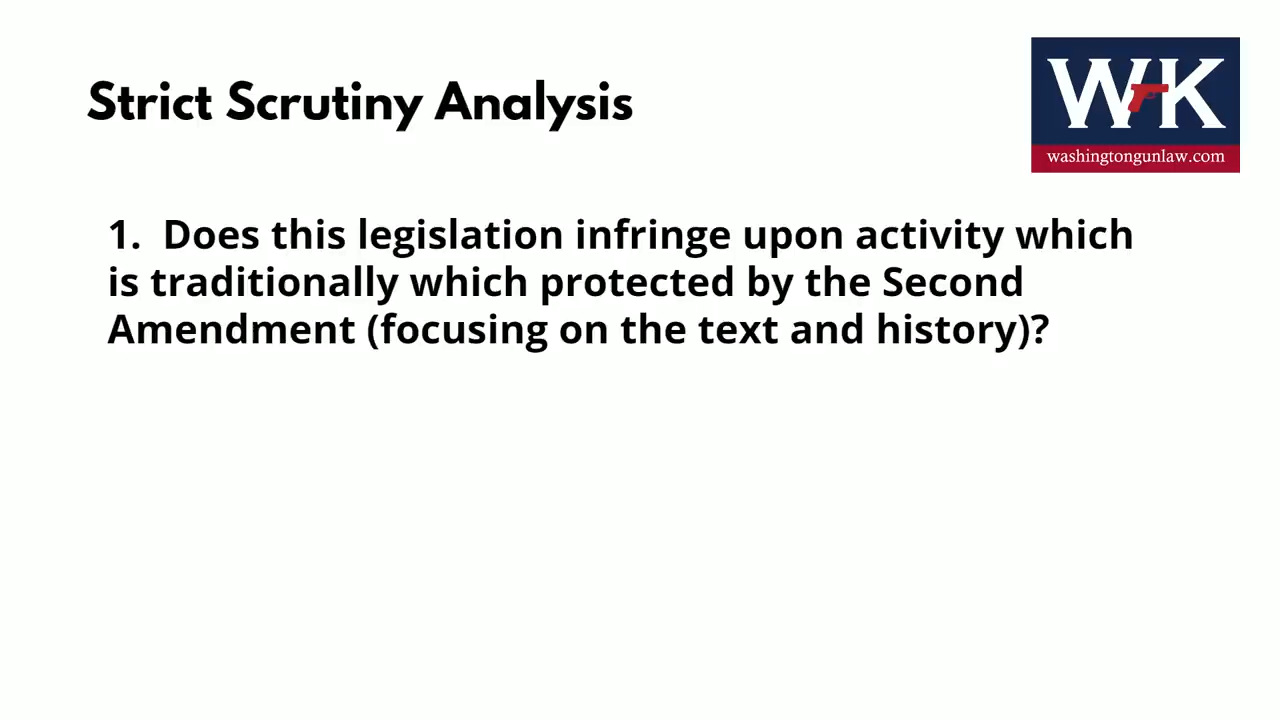 Strict Scrutiny Analysis
WK
washingtongunlaw.com
1. Does this legislation infringe upon activity which
is traditionally which protected by the Second
Amendment (focusing on the text and history)?